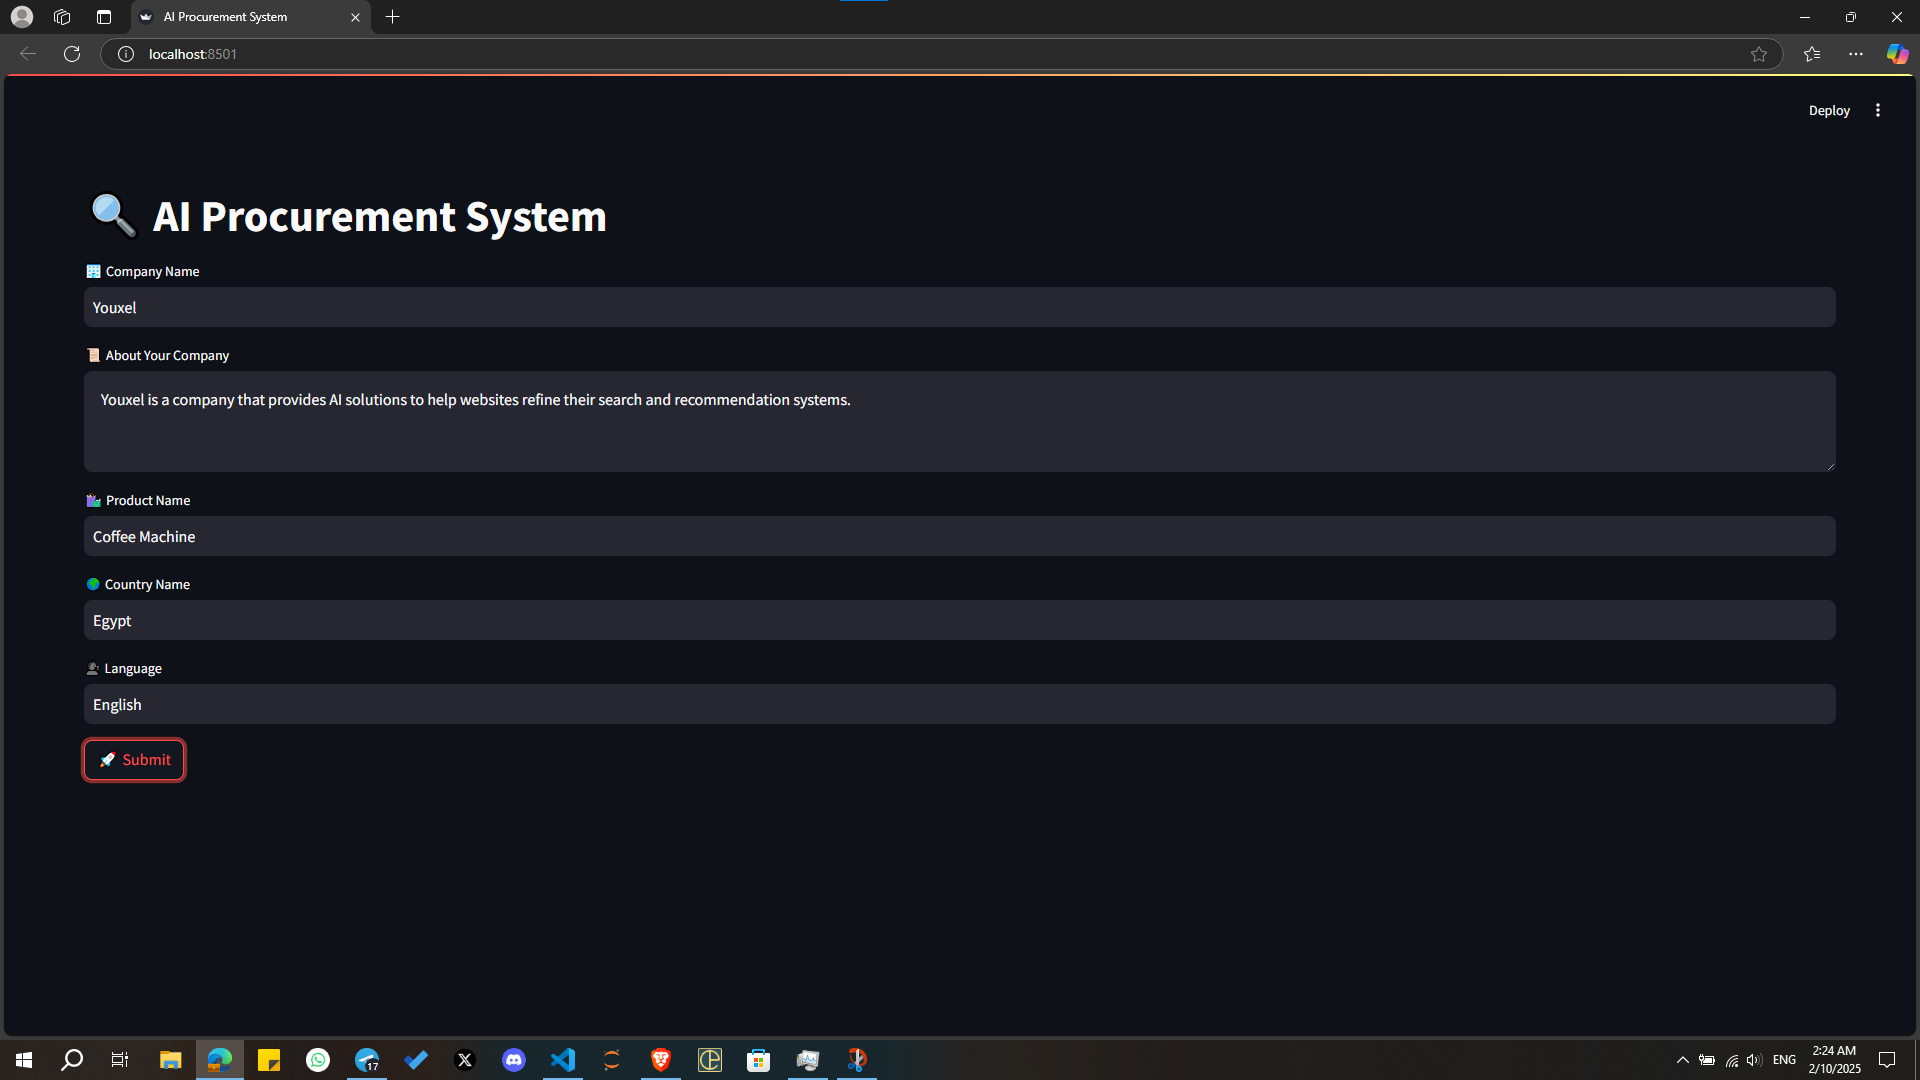 AI Procurement System
localhost:8501
Deploy
AI Procurement System
Company Name
Youxel
About Your Company
Youxel is a company that provides AI solutions to help websites refine their search and recommendation systems.
Product Name
Coffee Machine
Country Name
Egypt
Language
English
Submit
17
ENG
2:24 AM
2/10/2025